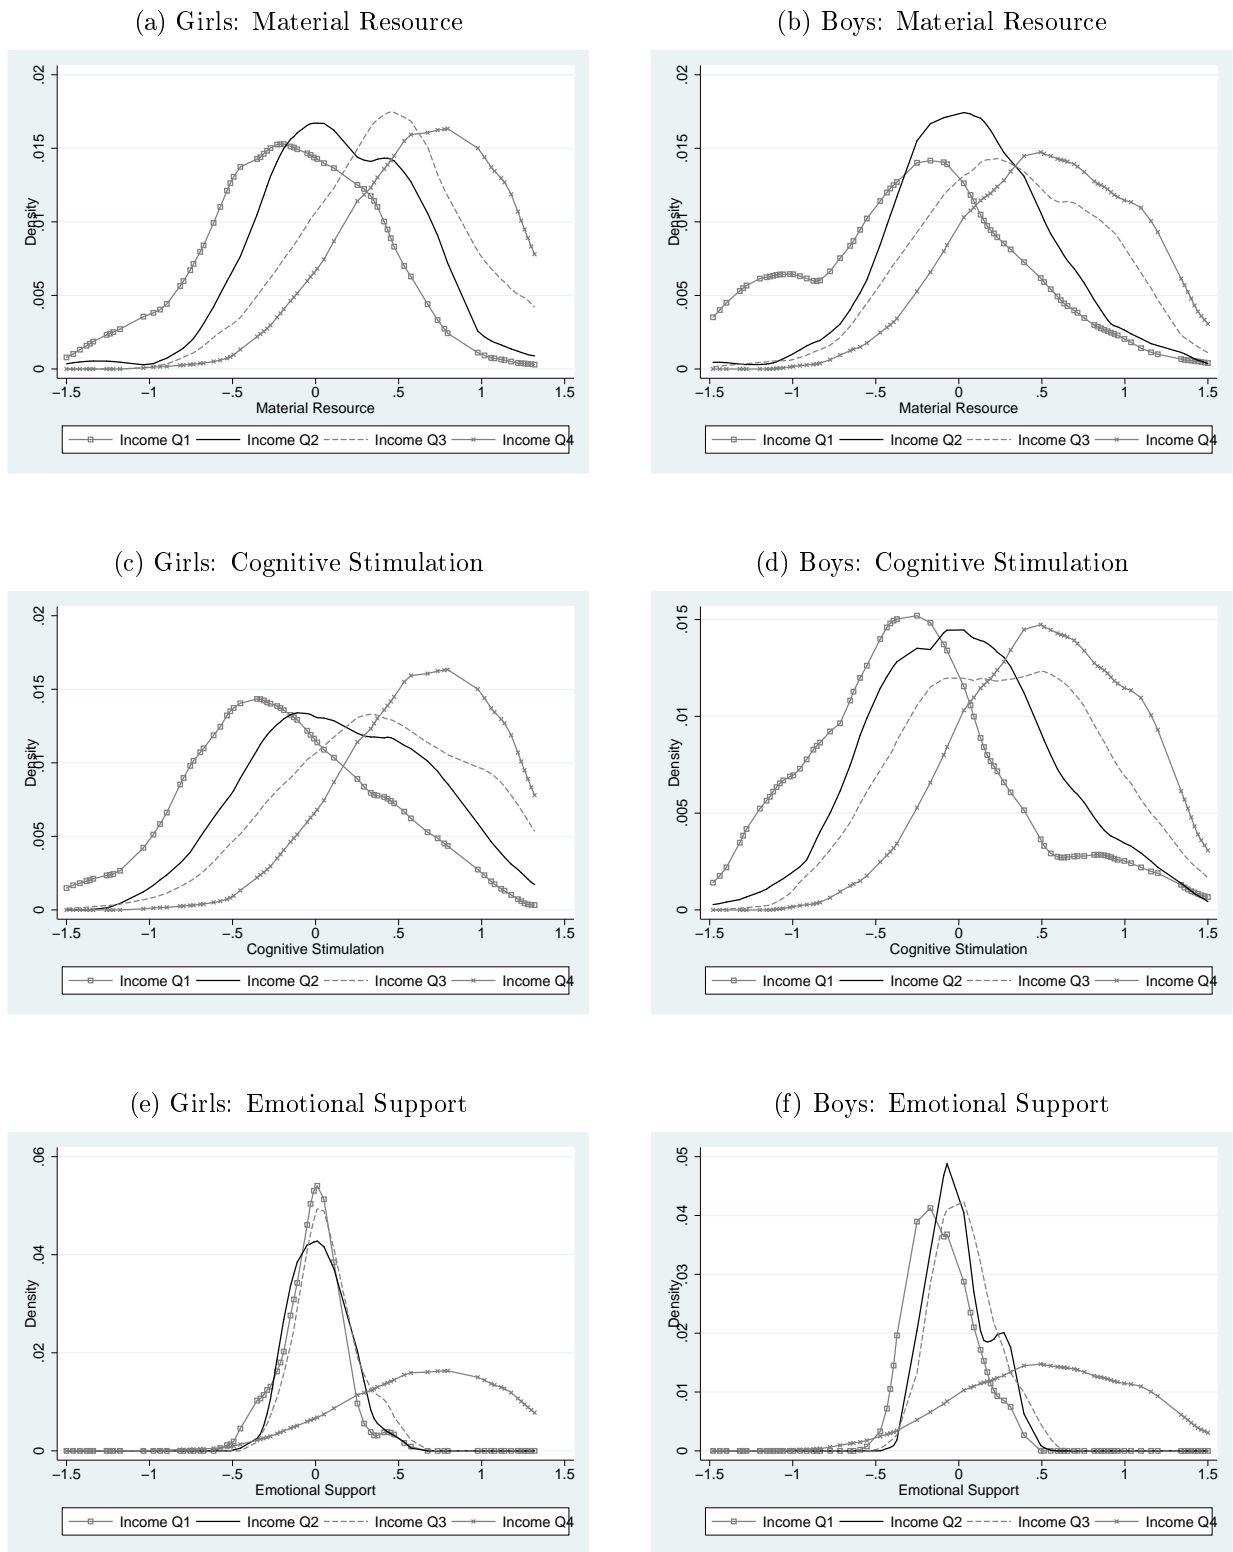 (a) Girls: Material Resource
(b) Boys: Material Resource
.02
.015
.01
.005
0
Density
−1.5 −1 −.5 0 .5 1 1.5
Material Resource
Income Q1 Income Q2 Income Q3 Income Q4
.02
.015
.01
.005
0
Density
−1.5 −1 −.5 0 .5 1 1.5
Material Resource
Income Q1 Income Q2 Income Q3 Income Q4
(c) Girls: Cognitive Stimulation
(d) Boys: Cognitive Stimulation
.02
.015
.01
.005
0
Density
−1.5 −1 −.5 0 .5 1 1.5
Cognitive Stimulation
Income Q1 Income Q2 Income Q3 Income Q4
.015
.01
.005
0
Density
−1.5 −1 −.5 0 .5 1 1.5
Cognitive Stimulation
Income Q1 Income Q2 Income Q3 Income Q4
(e) Girls: Emotional Support
(f) Boys: Emotional Support
.06
.04
.02
0
Density
−1.5 −1 −.5 0 .5 1 1.5
Emotional Support
Income Q1 Income Q2 Income Q3 Income Q4
.05
.04
.03
.02
.01
0
Density
−1.5 −1 −.5 0 .5 1 1.5
Emotional Support
Income Q1 Income Q2 Income Q3 Income Q4